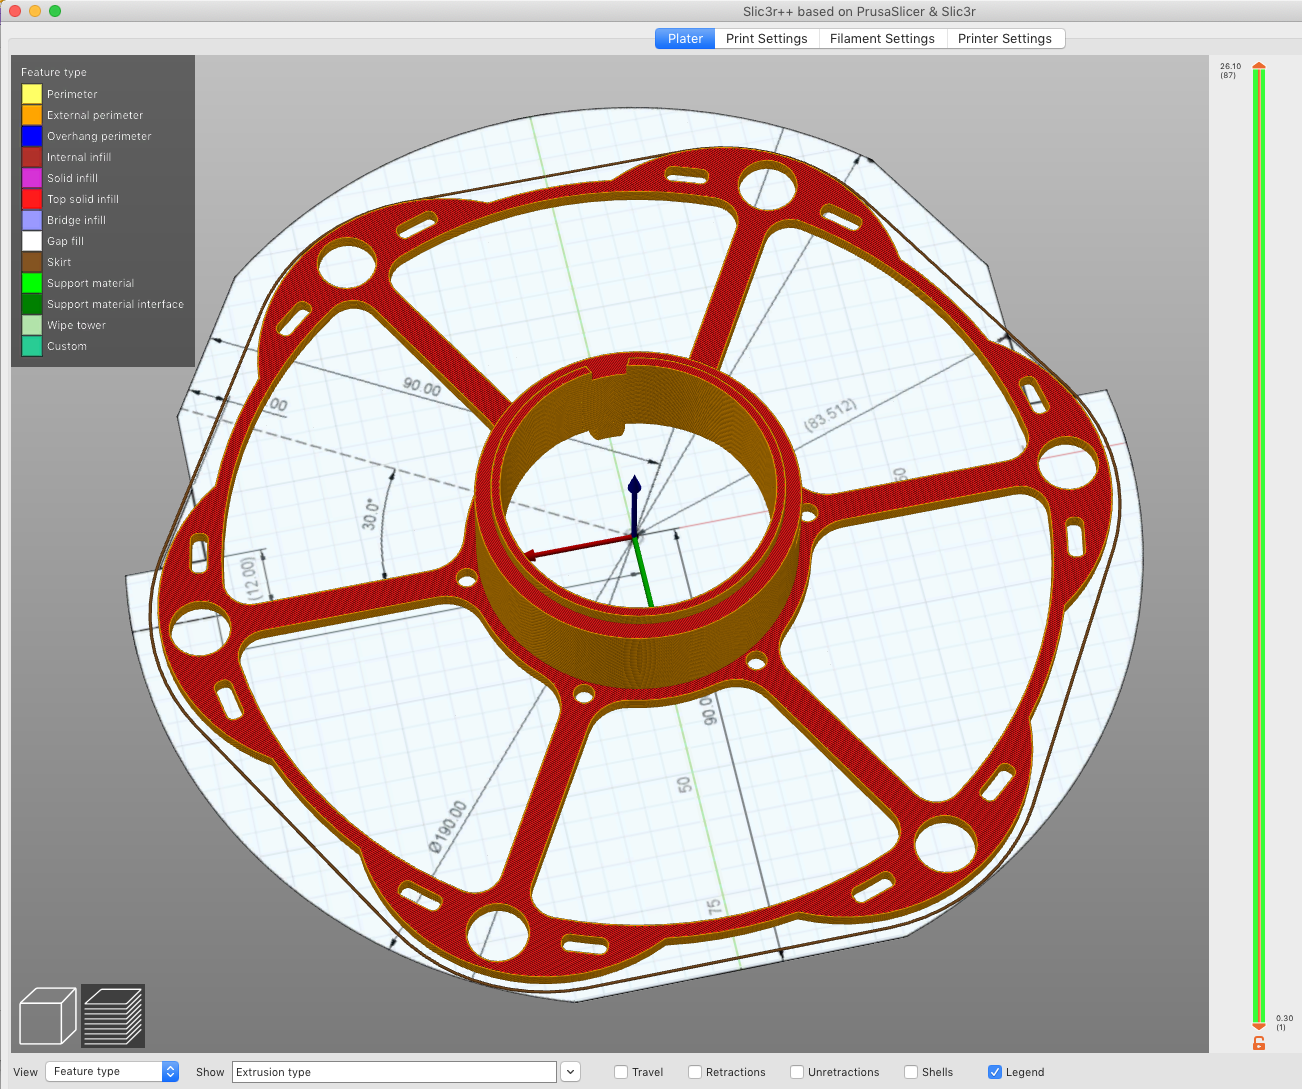 Slic3r++ based on PrusaSlicer & Slic3r
Plater
Print Settings
Filament Settings
Printer Settings
Feature type
Perimeter
External perimeter
Overhang perimeter
Internal infill
Solid infill
Top solid infill
Bridge infill
Gap fill
Skirt
Support material
Support material interface
Wipe tower
Custom
26.10
(87)
90.00
00
(83.512)
50
30.0°
(12.00)
90.0
50
Ø190.00
75
0.30
(1)
View
Feature type
Show
Extrusion type
Travel
Retractions
Unretractions
Shells
Legend